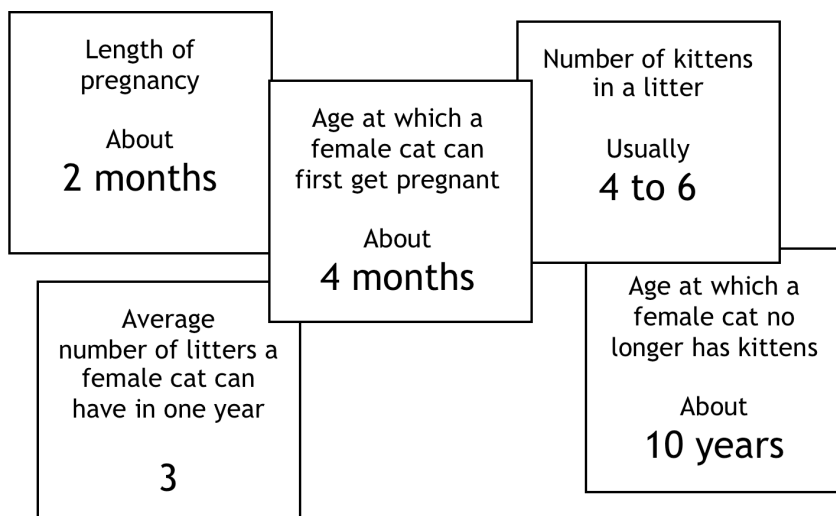 Length of
pregnancy
About
2 months
Age at which a
female cat can
first get pregnant
About
4 months
Number of kittens
in a litter
Usually
4 to 6
Average
number of litters a
female cat can
have in one year
3
Age at which a
female cat no
longer has kittens
About
10 years